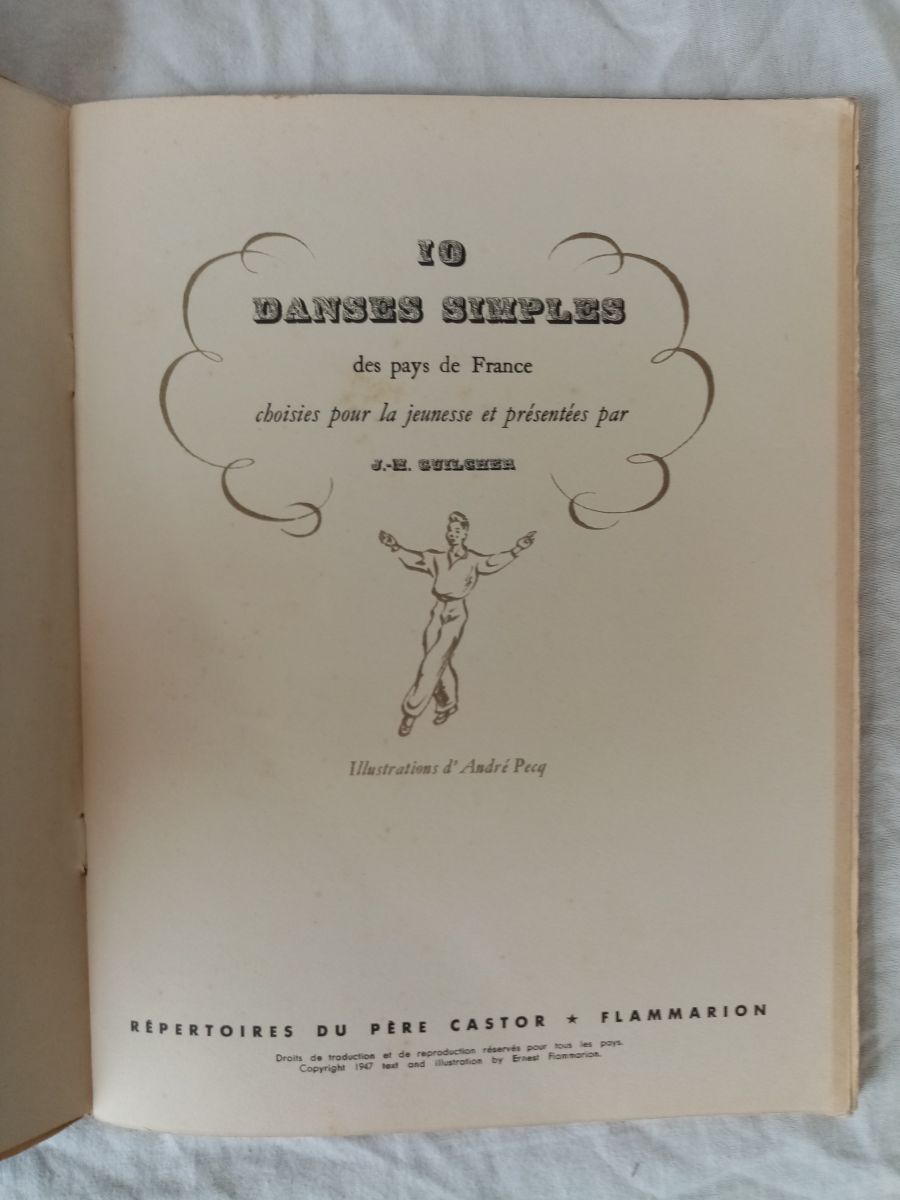 10
DANSES SIMPLES
des pays de France
choisies pour la jeunesse et présentées par
J.-M. GUILCHER
Illustrations d'André Pecq
RÉPERTOIRES DU PÈRE CASTOR ★ FLAMMARION
Droits de traduction et de reproduction réservés pour tous les pays.
Copyright 1947 text and illustration by Ernest Flammarion.